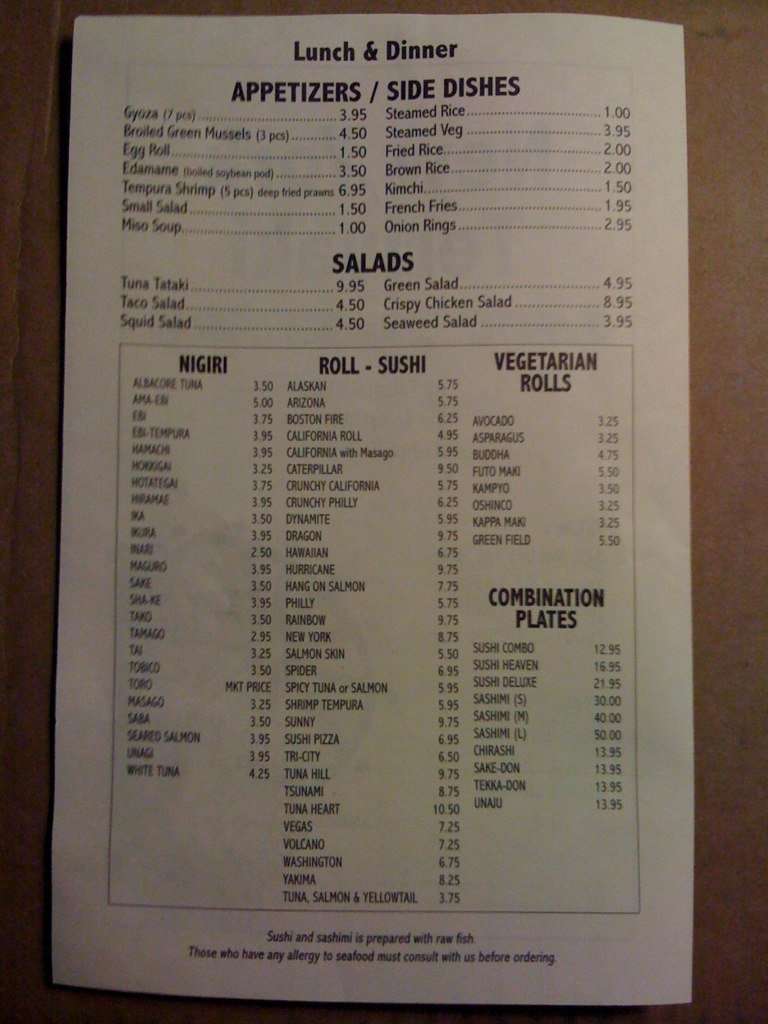 Lunch & Dinner
APPETIZERS / SIDE DISHES
Gyoza (7 pcs) 3.95
Broiled Green Mussels (3 pcs) 4.50
Egg Roll 1.50
Edamame (boiled soybean pod) 3.50
Tempura Shrimp (5 pcs) deep fried prawns 6.95
Small Salad 1.50
Miso Soup 1.00
Steamed Rice 1.00
Steamed Veg 3.95
Fried Rice 2.00
Brown Rice 2.00
Kimchi 1.50
French Fries 1.95
Onion Rings 2.95
SALADS
Tuna Tataki 9.95
Taco Salad 4.50
Squid Salad 4.50
Green Salad 4.95
Crispy Chicken Salad 8.95
Seaweed Salad 3.95
NIGIRI
ALBACORE TUNA 3.50
AMA-EBI 5.00
EBI 3.75
EBI-TEMPURA 3.95
HAMACHI 3.95
HOKKIGAI 3.25
HOTATEGAI 3.75
HIRAMAE 3.95
IKA 3.50
IKURA 3.95
INARI 2.50
MAGURO 3.95
SAKE 3.50
SHA-KE 3.95
TAKO 3.50
TAMAGO 2.95
TAI 3.25
TOBICO 3.50
TORO MKT PRICE
MASAGO 3.25
SABA 3.50
SEARED SALMON 3.95
UNAGI 3.95
WHITE TUNA 4.25
ROLL - SUSHI
ALASKAN 5.75
ARIZONA 5.75
BOSTON FIRE 6.25
CALIFORNIA ROLL 4.95
CALIFORNIA with Masago 5.95
CATERPILLAR 9.50
CRUNCHY CALIFORNIA 5.75
CRUNCHY PHILLY 6.25
DYNAMITE 5.95
DRAGON 9.75
HAWAIIAN 6.75
HURRICANE 9.75
HANG ON SALMON 7.75
PHILLY 5.75
RAINBOW 9.75
NEW YORK 8.75
SALMON SKIN 5.50
SPIDER 6.95
SPICY TUNA or SALMON 5.95
SHRIMP TEMPURA 5.95
SUNNY 9.75
SUSHI PIZZA 6.95
TRI-CITY 6.50
TUNA HILL 9.75
TSUNAMI 8.75
TUNA HEART 10.50
VEGAS 7.25
VOLCANO 7.25
WASHINGTON 6.75
YAKIMA 8.25
TUNA, SALMON & YELLOWTAIL 3.75
VEGETARIAN
ROLLS
AVOCADO 3.25
ASPARAGUS 3.25
BUDDHA 4.75
FUTO MAKI 5.50
KAMPYO 3.50
OSHINCO 3.25
KAPPA MAKI 3.25
GREEN FIELD 5.50
COMBINATION
PLATES
SUSHI COMBO 12.95
SUSHI HEAVEN 16.95
SUSHI DELUXE 21.95
SASHIMI (S) 30.00
SASHIMI (M) 40.00
SASHIMI (L) 50.00
CHIRASHI 13.95
SAKE-DON 13.95
TEKKA-DON 13.95
UNAJU 13.95
Sushi and sashimi is prepared with raw fish.
Those who have any allergy to seafood must consult with us before ordering.